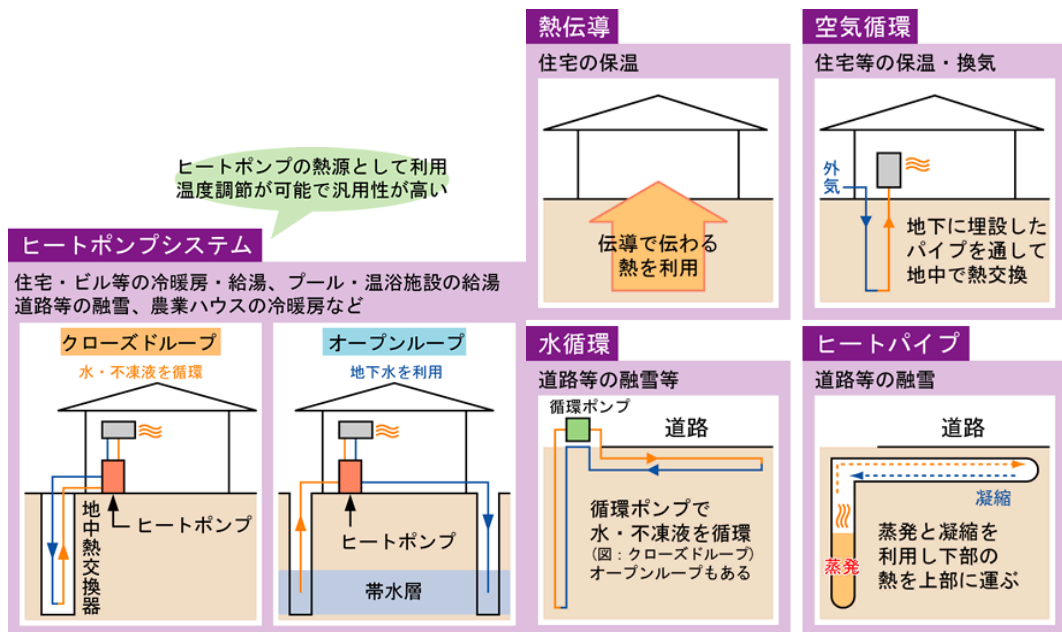 ヒートポンプの熱源として利用
温度調節が可能で汎用性が高い
ヒートポンプシステム
住宅・ビル等の冷暖房・給湯、プール・温浴施設の給湯
道路等の融雪、農業ハウスの冷暖房など
クローズドループ
水・不凍液を循環
地中熱交換器
ヒートポンプ
オープンループ
地下水を利用
ヒートポンプ
帯水層
熱伝導
住宅の保温
伝導で伝わる
熱を利用
空気循環
住宅等の保温・換気
外気
地下に埋設した
パイプを通して
地中で熱交換
水循環
道路等の融雪等
循環ポンプ
道路
循環ポンプで
水・不凍液を循環
(図：クローズドループ)
オープンループもある
ヒートパイプ
道路等の融雪
道路
凝縮
蒸発
蒸発と凝縮を
利用し下部の
熱を上部に運ぶ